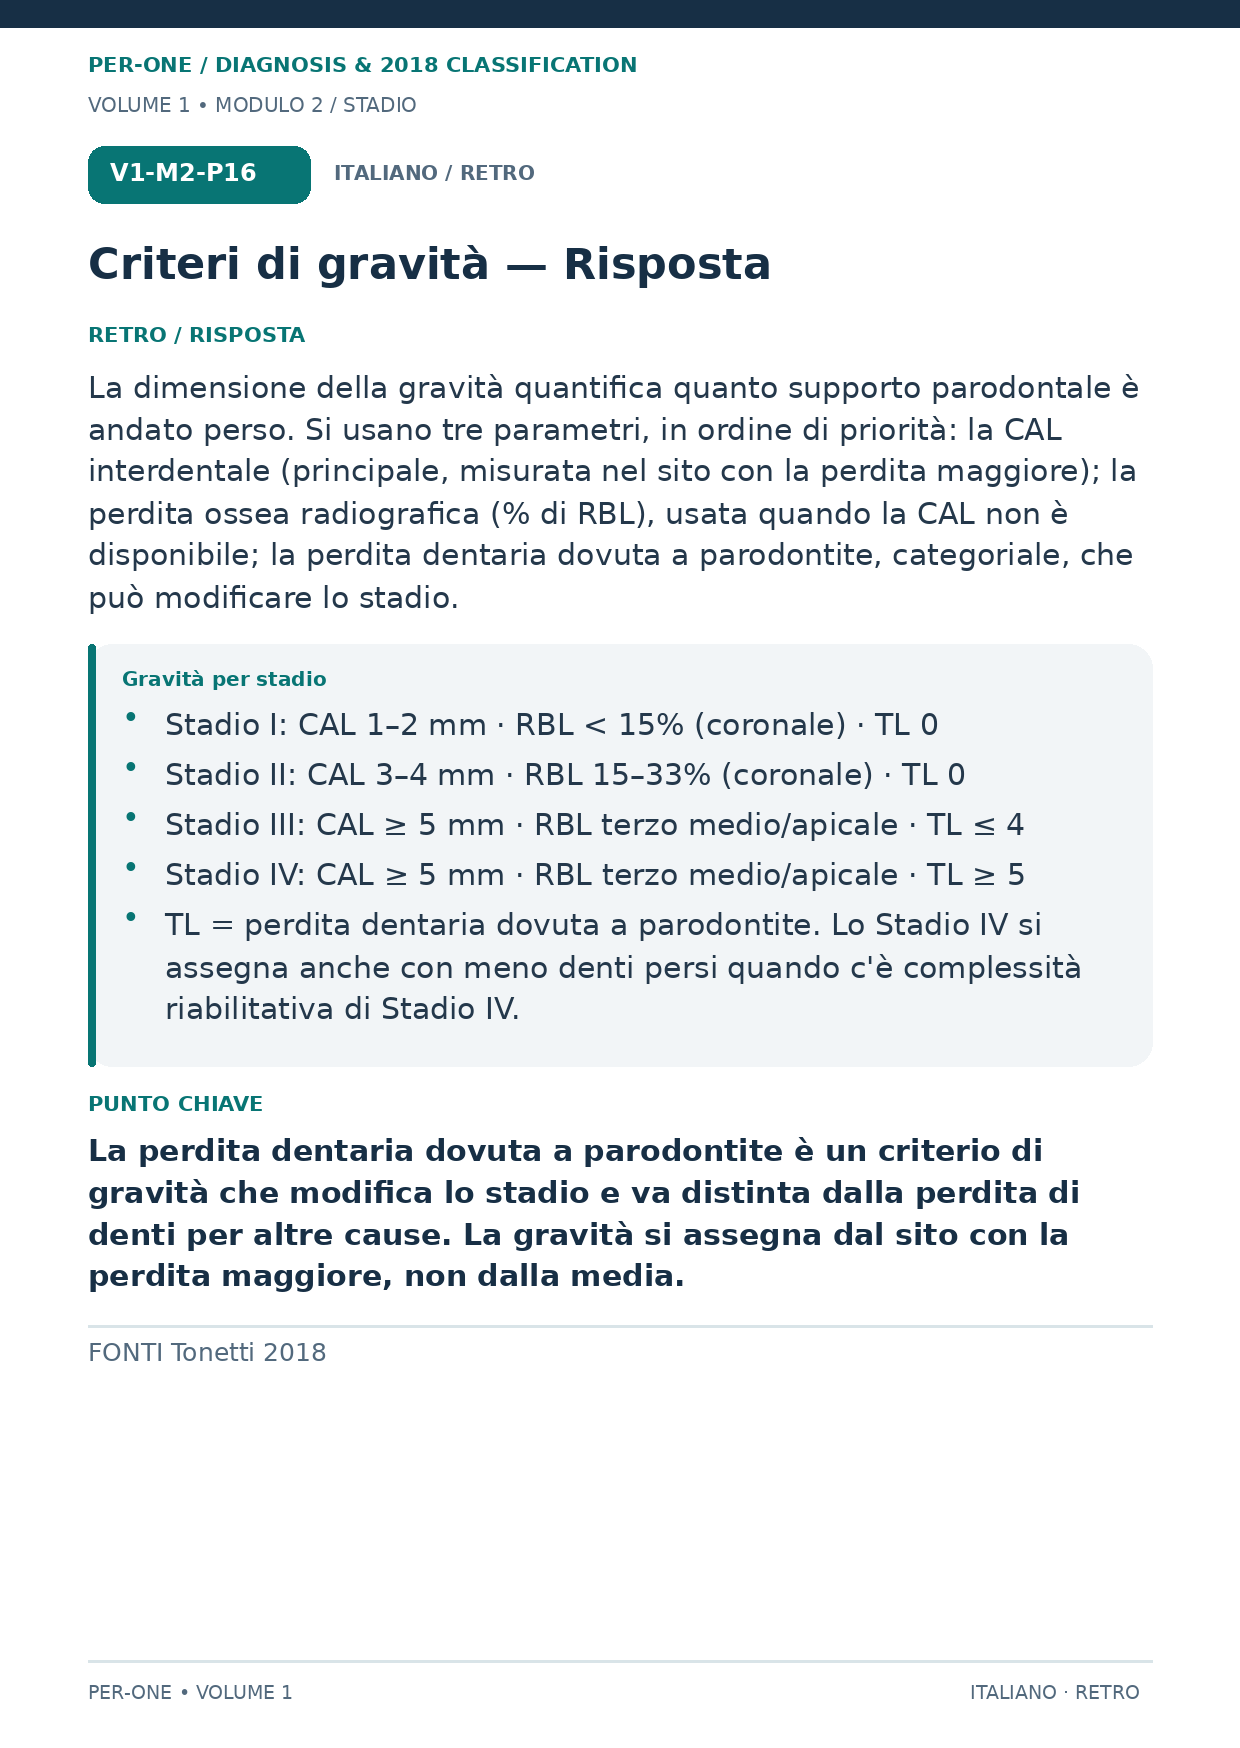 PER-ONE / DIAGNOSIS & 2018 CLASSIFICATION
VOLUME 1 • MODULO 2 / STADIO
V1-M2-P16
ITALIANO / RETRO
Criteri di gravità — Risposta
RETRO / RISPOSTA
La dimensione della gravità quantifica quanto supporto parodontale è
andato perso. Si usano tre parametri, in ordine di priorità: la CAL
interdentale (principale, misurata nel sito con la perdita maggiore); la
perdita ossea radiografica (% di RBL), usata quando la CAL non è
disponibile; la perdita dentaria dovuta a parodontite, categoriale, che
può modificare lo stadio.
Gravità per stadio
• Stadio I: CAL 1–2 mm · RBL < 15% (coronale) · TL 0
• Stadio II: CAL 3–4 mm · RBL 15–33% (coronale) · TL 0
• Stadio III: CAL ≥ 5 mm · RBL terzo medio/apicale · TL ≤ 4
• Stadio IV: CAL ≥ 5 mm · RBL terzo medio/apicale · TL ≥ 5
• TL = perdita dentaria dovuta a parodontite. Lo Stadio IV si
assegna anche con meno denti persi quando c'è complessità
riabilitativa di Stadio IV.
PUNTO CHIAVE
La perdita dentaria dovuta a parodontite è un criterio di
gravità che modifica lo stadio e va distinta dalla perdita di
denti per altre cause. La gravità si assegna dal sito con la
perdita maggiore, non dalla media.
FONTI Tonetti 2018
PER-ONE • VOLUME 1
ITALIANO · RETRO